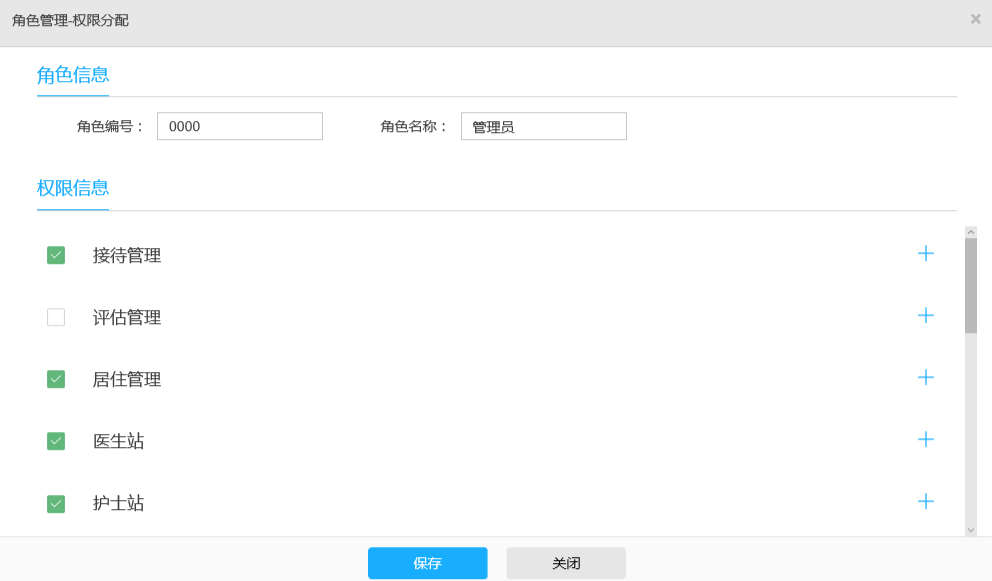 角色管理-权限分配
角色信息
角色编号： 0000 角色名称： 管理员
权限信息
接待管理
评估管理
居住管理
医生站
护士站
保存 关闭